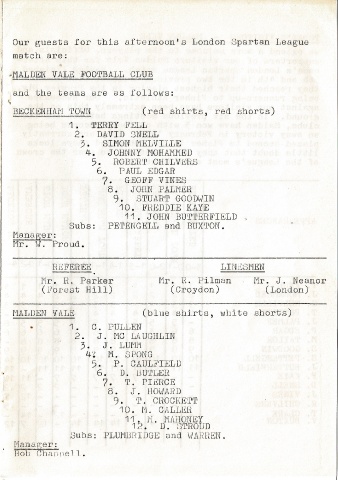 Our guests for this afternoon's London Spartan League
match are:
MALDEN VALE FOOTBALL CLUB
and the teams are as follows:
BECKENHAM TOWN (red shirts, red shorts)
1. TERRY FELL
2. DAVID SNELL
3. SIMON MELVILLE
4. JOHNNY MOHAMMED
5. ROBERT CHILVERS
6. PAUL EDGAR
7. GEOFF VINES
8. JOHN PALMER
9. STUART GOODWIN
10. FREDDIE KAYE
11. JOHN BUTTERFIELD
Subs: PETENGELL and BUXTON.
Manager:
Mr. W. Proud.
REFEREE LINESMEN
Mr. R. Parker Mr. R. Pilman Mr. J. Nesnor
(Forest Hill) (Croydon) (London)
MALDEN VALE (blue shirts, white shorts)
1. C. PULLEN
2. J. MC LAUGHLIN
3. J. LUMM
4. M. SPONG
5. P. CAULFIELD
6. D. BUTLER
7. T. PIERCE
8. J. HOWARD
9. T. CROCKETT
10. M. CALLER
11. M. MAHONEY
12. D. STROUD
Subs: PLUMBRIDGE and WARREN.
Manager:
Bob Channell.